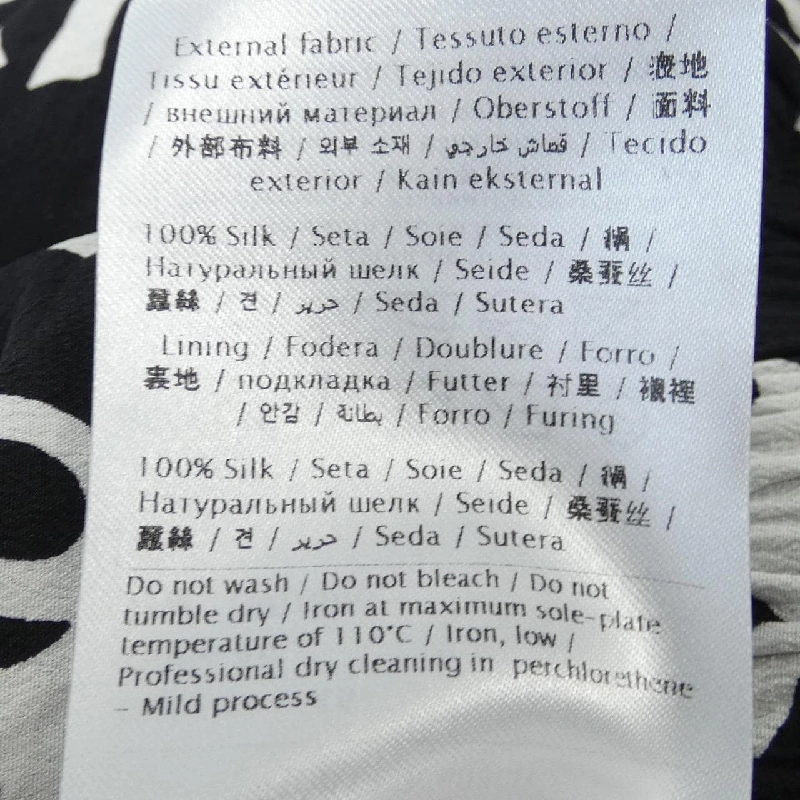 External fabric / Tessuto esterno /
Tissu extérieur / Tejido exterior / 表地
/ внешний материал / Oberstoff / 面料
/ 外部布料 / 외부 소재 / قماش خارجي / Tecido
exterior / Kain eksternal
100% Silk / Seta / Soie / Seda / 絹 /
Натуральный шелк / Seide / 桑蚕丝 /
蠶絲 / 견 / حرير / Seda / Sutera
Lining / Fodera / Doublure / Forro /
裏地 / подкладка / Futter / 衬里 / 襯裡
/ 안감 / بطانة / Forro / Furing
100% Silk / Seta / Soie / Seda / 絹 /
Натуральный шелк / Seide / 桑蚕丝 /
蠶絲 / 견 / حرير / Seda / Sutera
Do not wash / Do not bleach / Do not
tumble dry / Iron at maximum sole-plate
temperature of 110°C / Iron, low /
Professional dry cleaning in perchlorethene
- Mild process